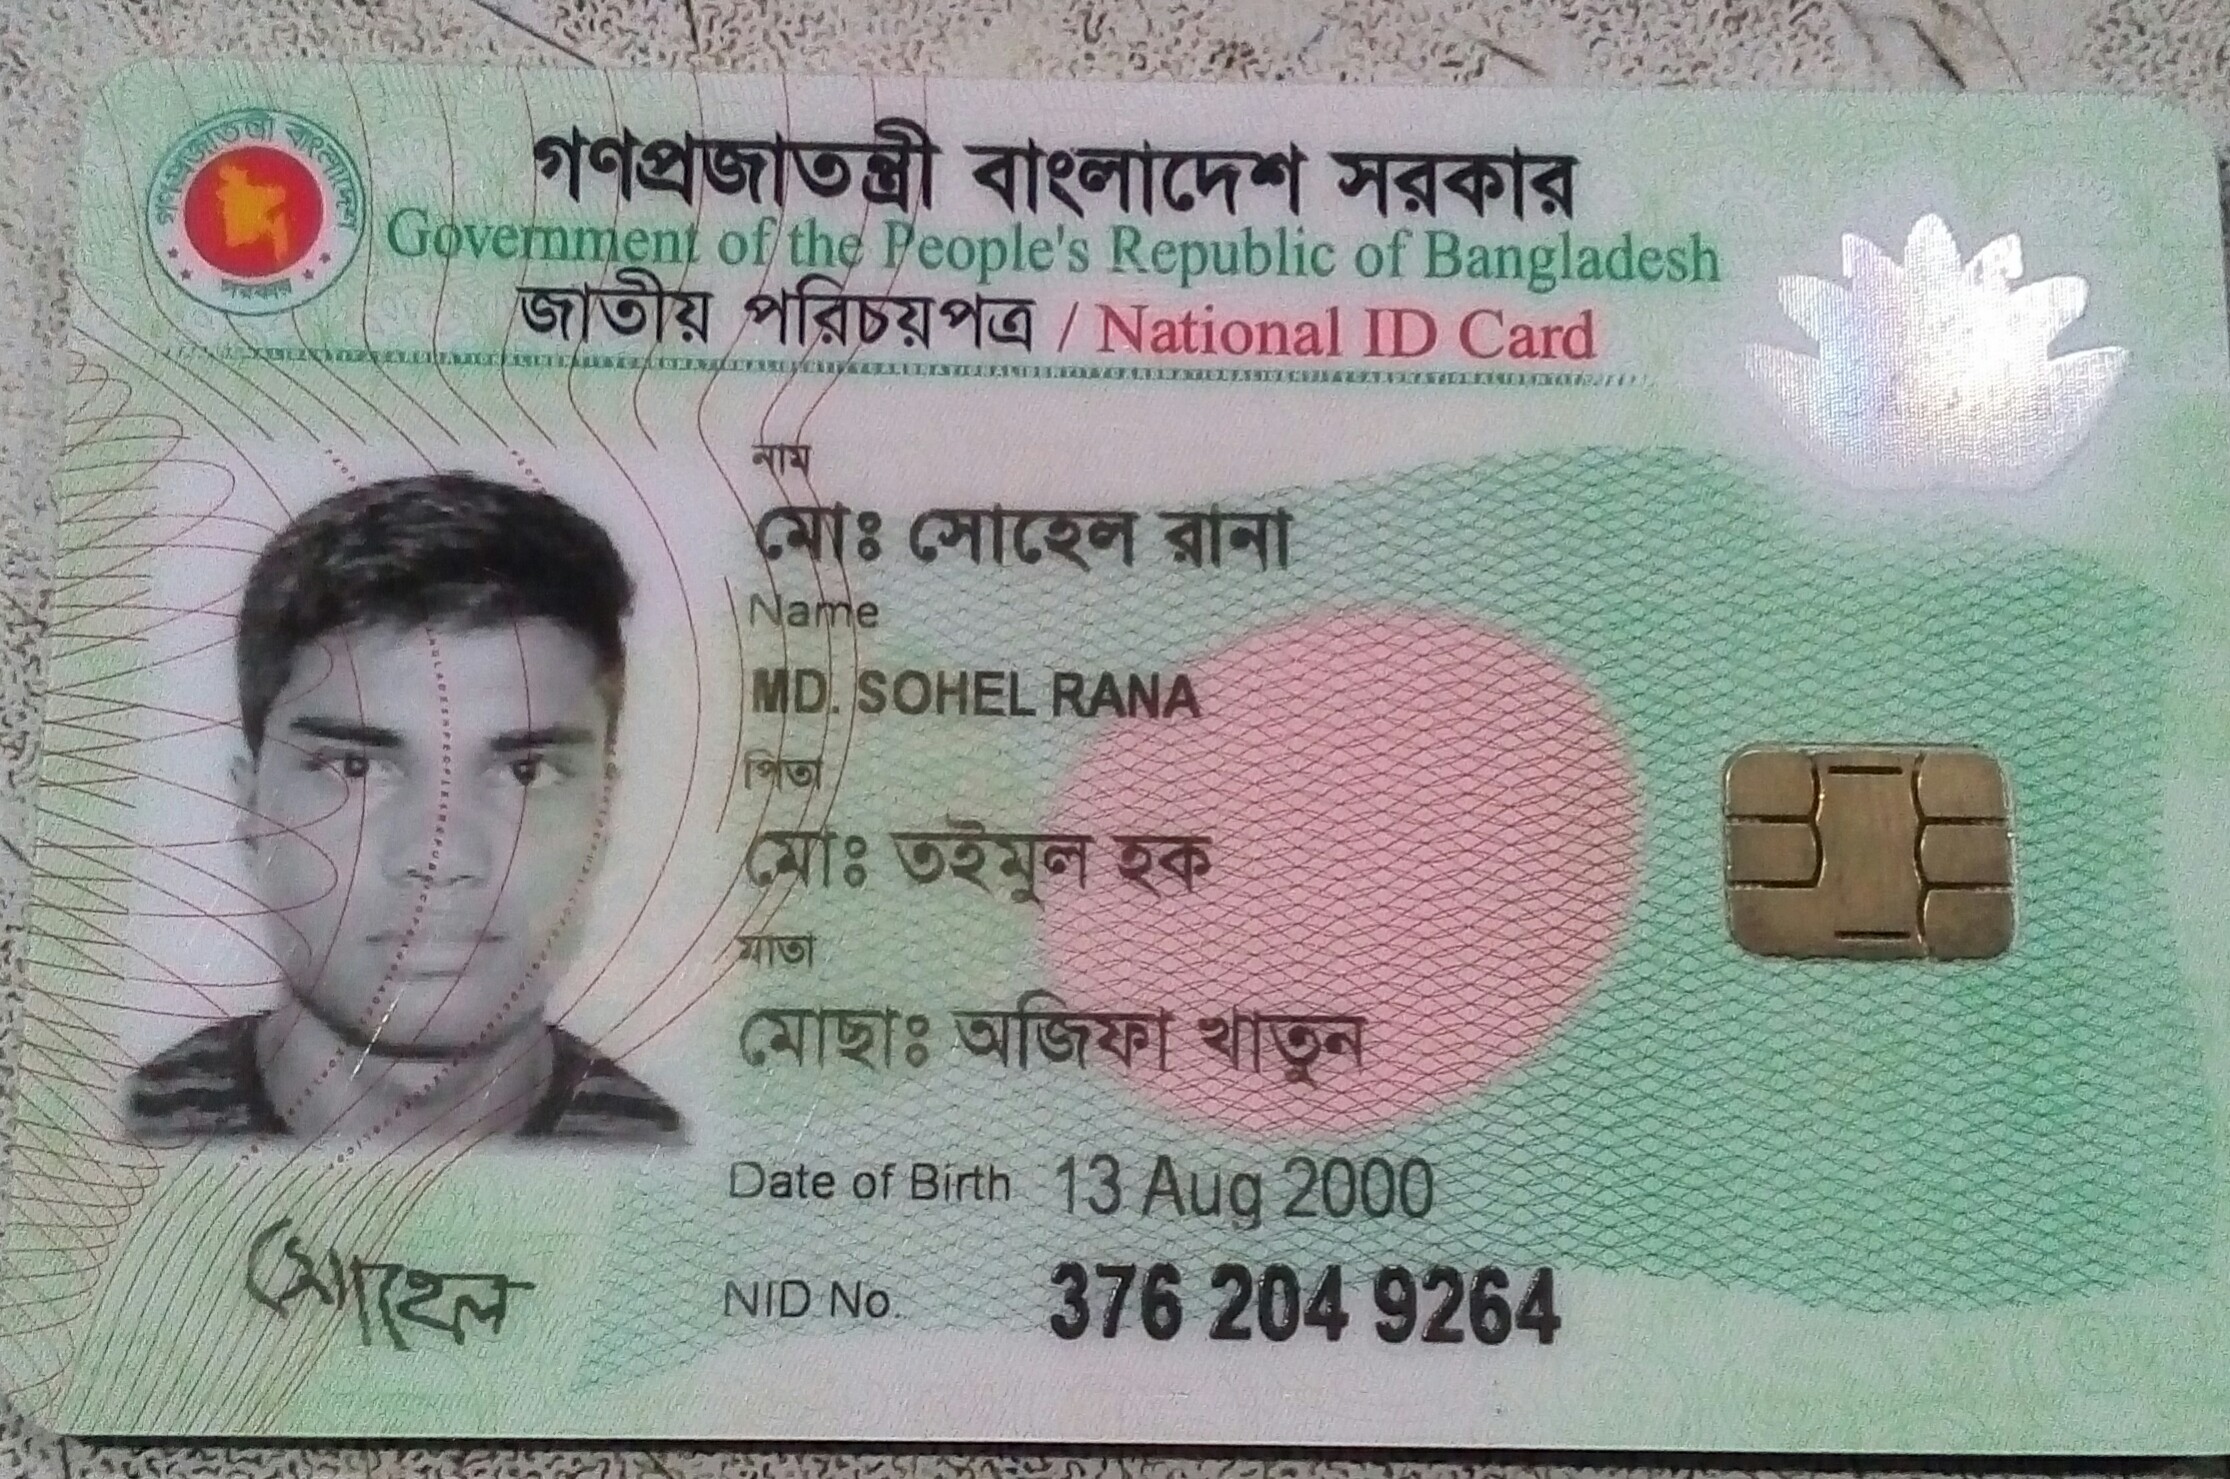 গণপ্রজাতন্ত্রী বাংলাদেশ সরকার
Government of the People's Republic of Bangladesh
জাতীয় পরিচয়পত্র / National ID Card
নাম
মোঃ সোহেল রানা
Name
MD. SOHEL RANA
পিতা
মোঃ তইমুল হক
মাতা
মোছাঃ অজিফা খাতুন
Date of Birth 13 Aug 2000
NID No. 376 204 9264
সোহেল